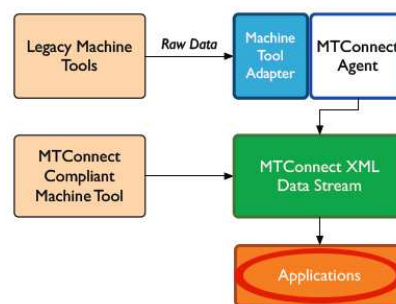 Legacy Machine
Tools
Raw Data
Machine
Tool
Adapter
MTConnect
Agent
MTConnect
Compliant
Machine Tool
MTConnect XML
Data Stream
Applications